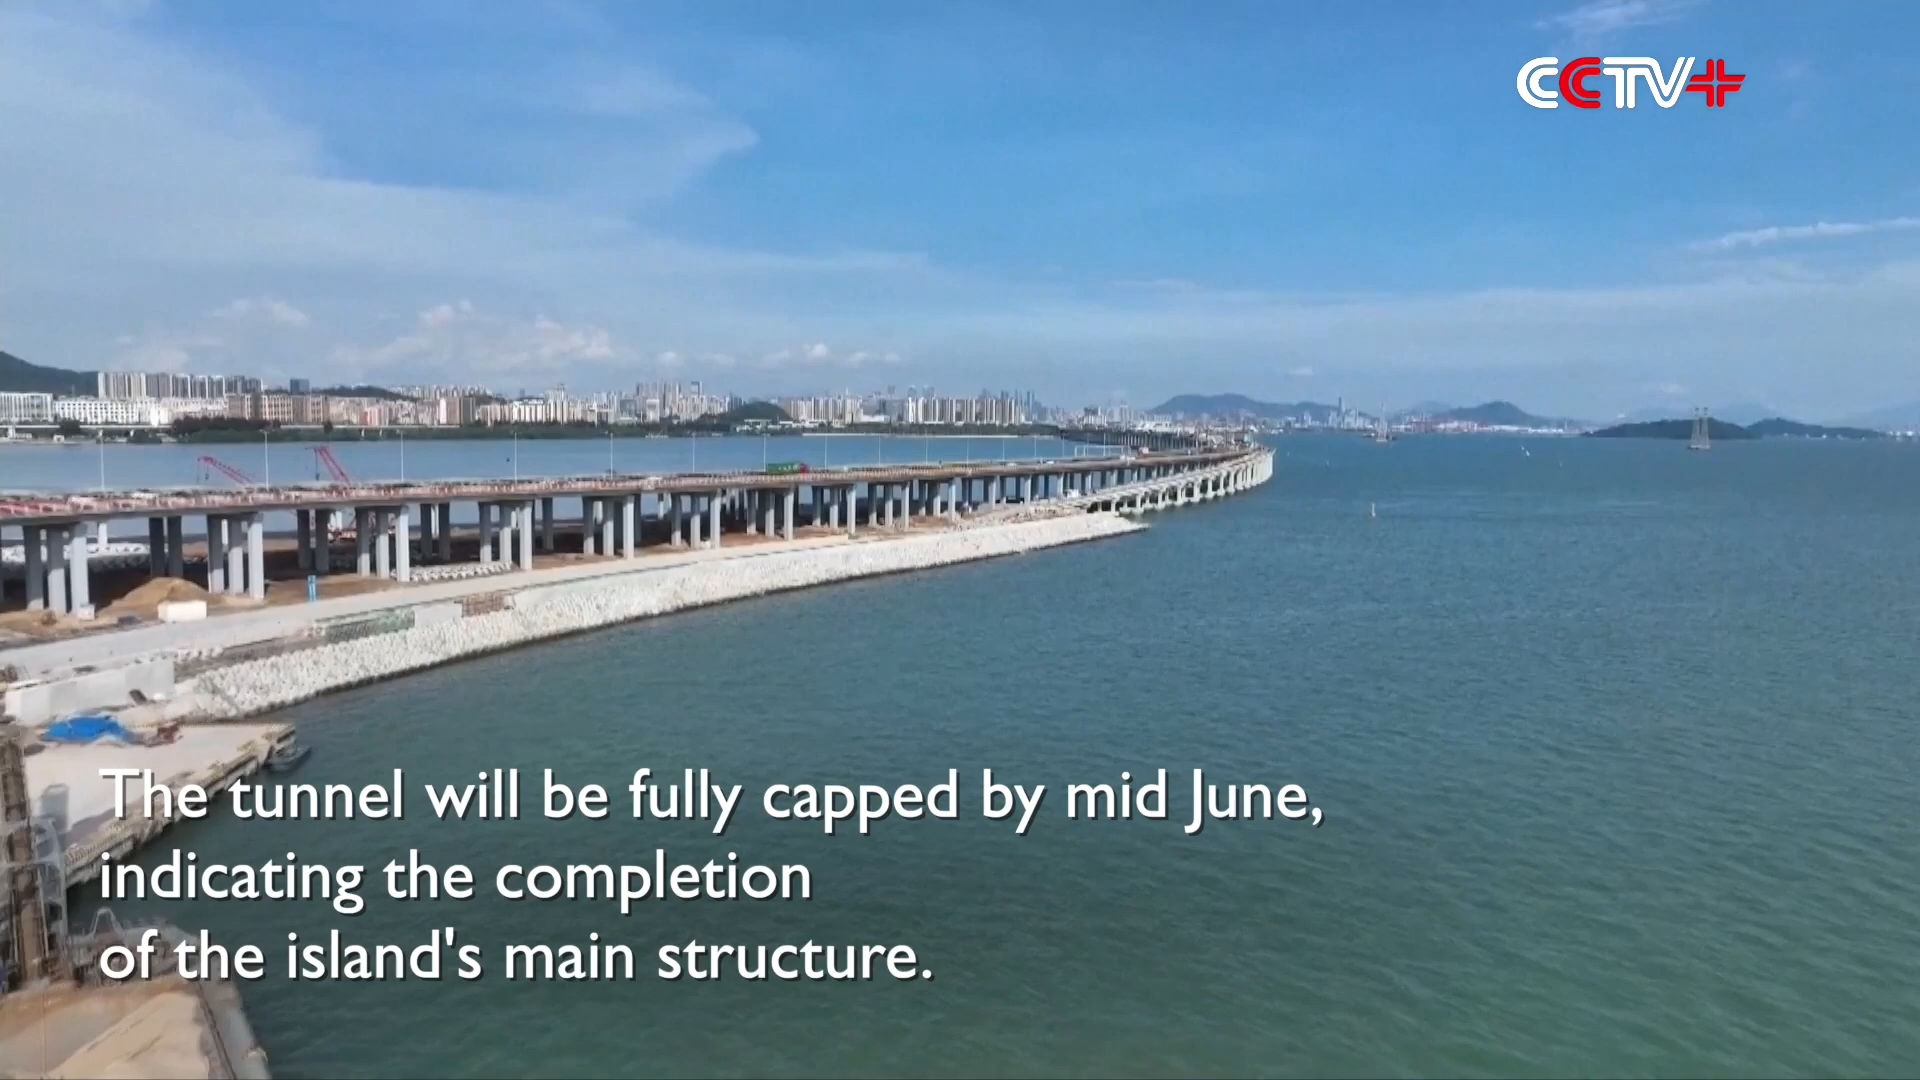 CCTV+
The tunnel will be fully capped by mid June,
indicating the completion
of the island's main structure.